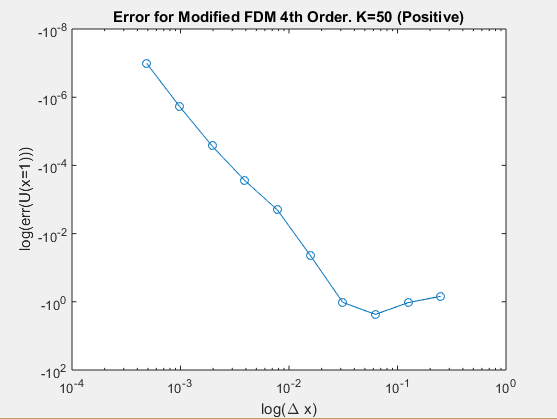 Error for Modified FDM 4th Order. K=50 (Positive)
-10^-8
-10^-6
-10^-4
-10^-2
-10^0
-10^2
log(err(U(x=1)))
10^-4 10^-3 10^-2 10^-1 10^0
log(Δ x)